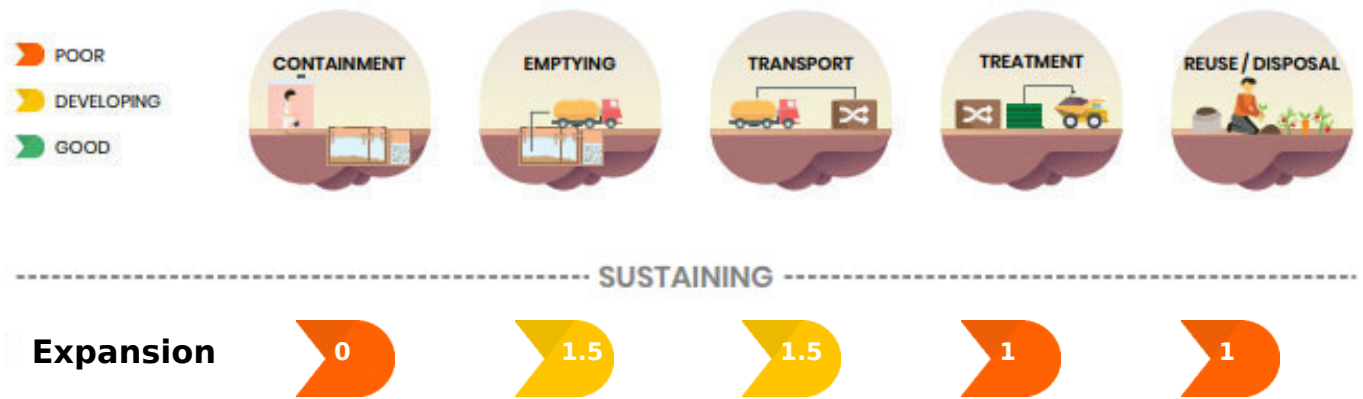 POOR
DEVELOPING
GOOD
CONTAINMENT
EMPTYING
TRANSPORT
TREATMENT
REUSE / DISPOSAL
SUSTAINING
Expansion 0 1.5 1.5 1 1